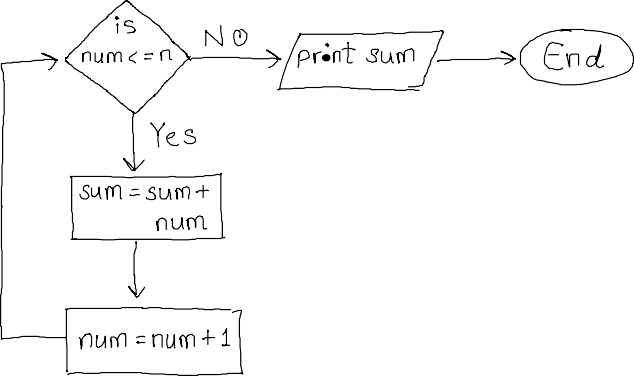 is
num <= n
NO
print sum
End
Yes
sum = sum +
num
num = num + 1